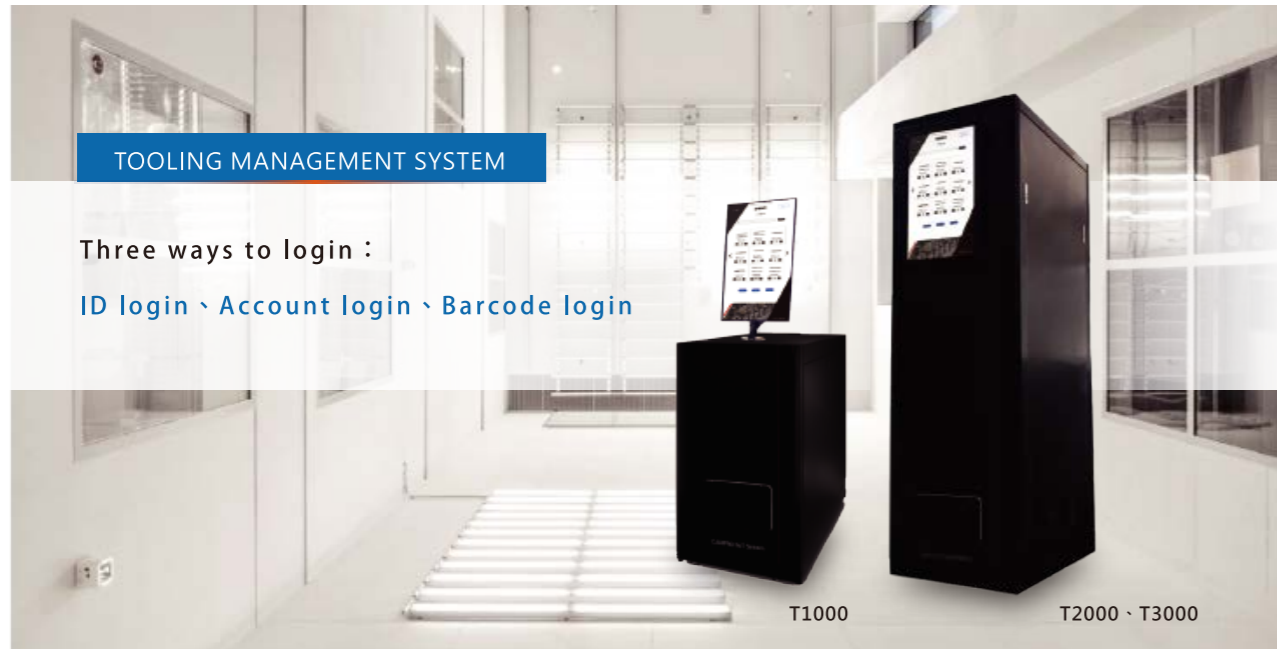 TOOLING MANAGEMENT SYSTEM
Three ways to login：
ID login、Account login、Barcode login
T1000
T2000、T3000